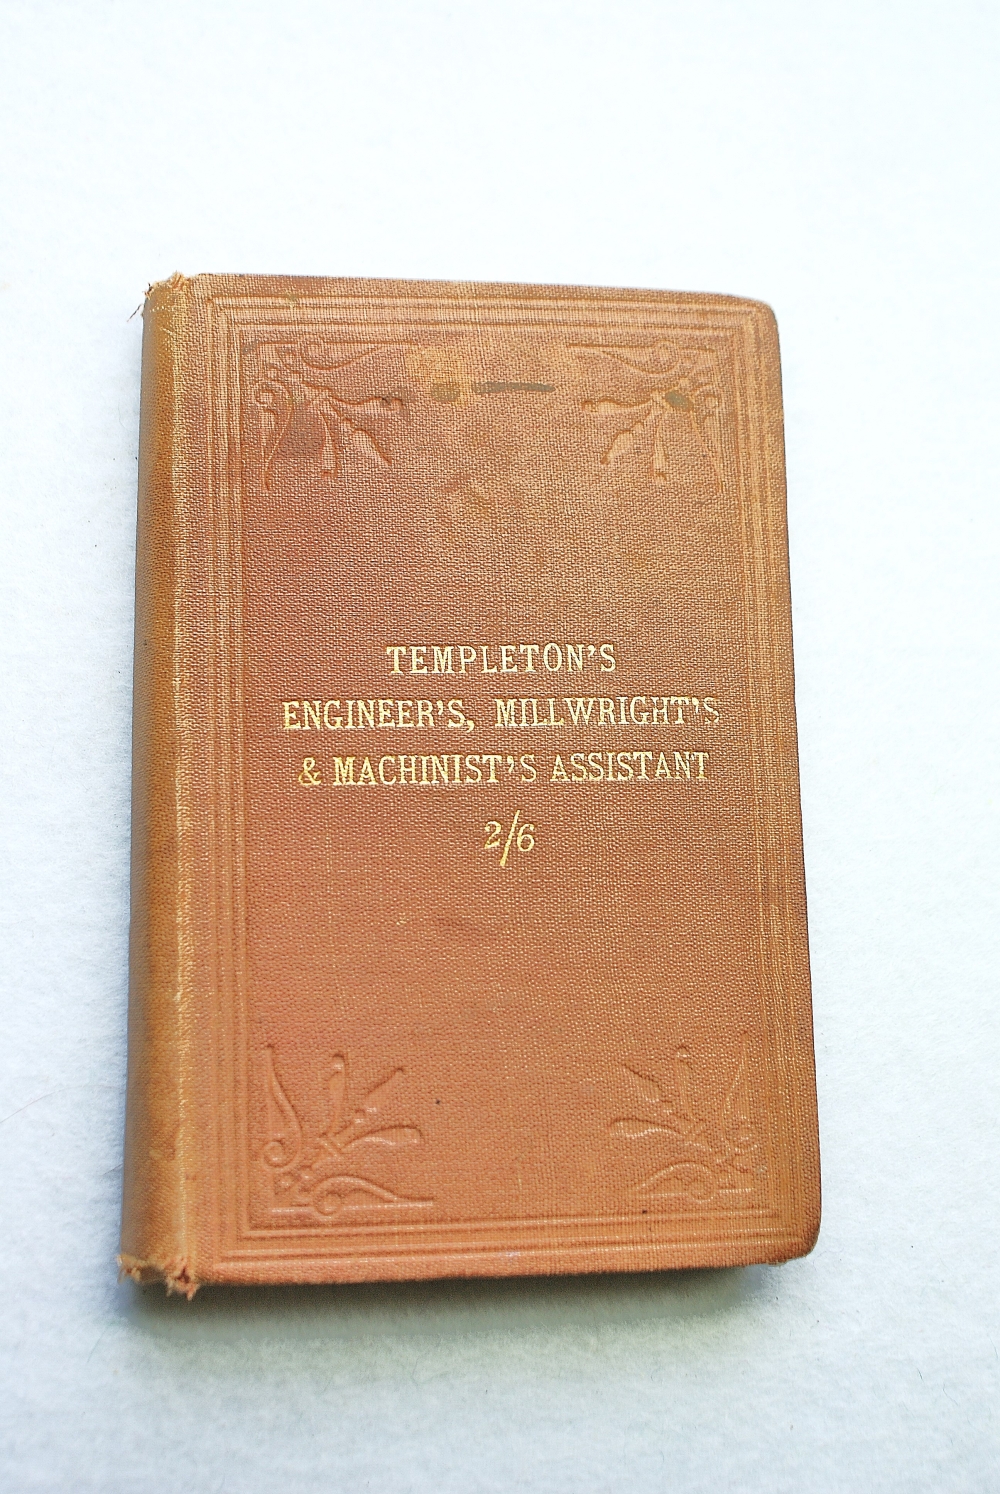 TEMPLETON'S
ENGINEER'S, MILLWRIGHT'S
& MACHINIST'S ASSISTANT
2/6